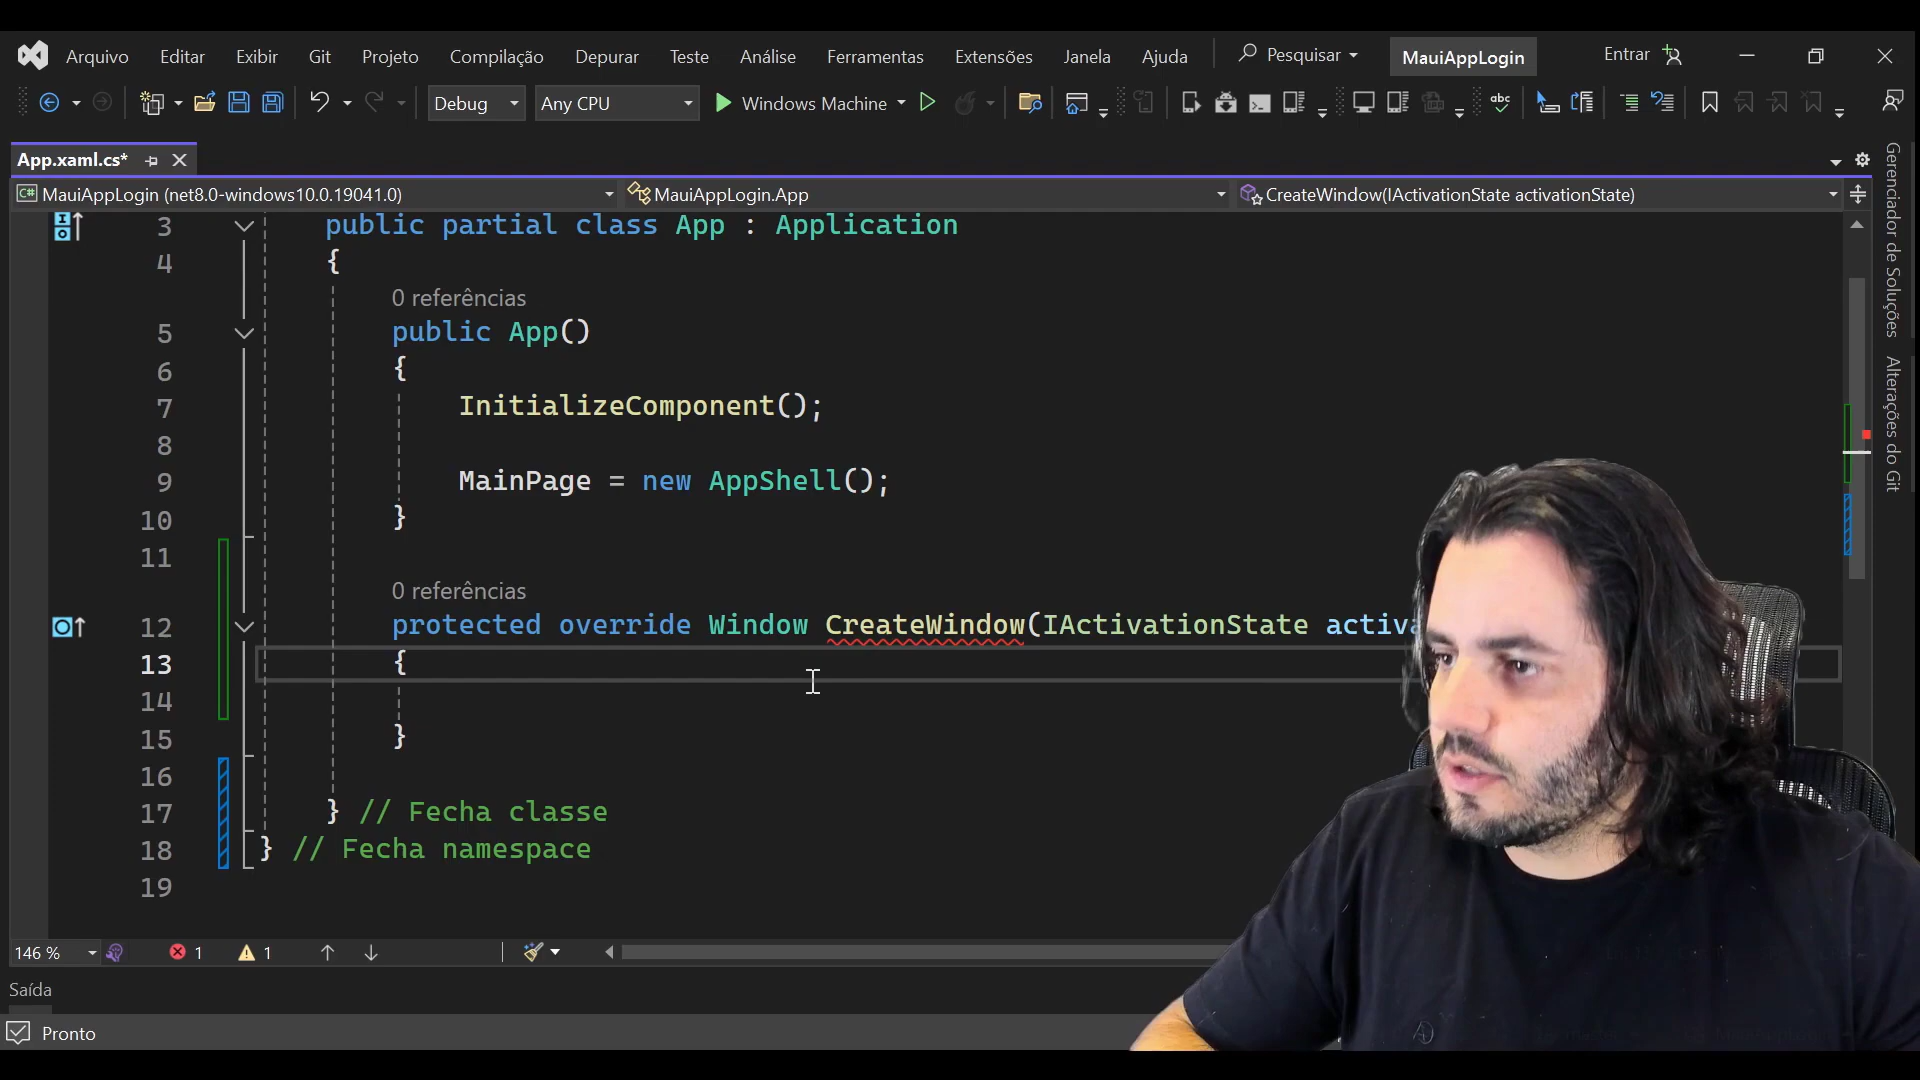 Arquivo Editar Exibir Git Projeto Compilação Depurar Teste Análise Ferramentas Extensões Janela Ajuda Pesquisar MauiAppLogin Entrar
Debug Any CPU Windows Machine
App.xaml.cs*
C# MauiAppLogin (net8.0-windows10.0.19041.0) MauiAppLogin.App CreateWindow(IActivationState activationState)
3 public partial class App : Application
4 {
0 referências
5 public App()
6 {
7 InitializeComponent();
8
9 MainPage = new AppShell();
10 }
11
0 referências
12 protected override Window CreateWindow(IActivationState activa
13 {
14
15 }
16
17 } // Fecha classe
18 } // Fecha namespace
19
146 % 1 1
Saída
Pronto
Gerenciador de Soluções
Alterações do Git